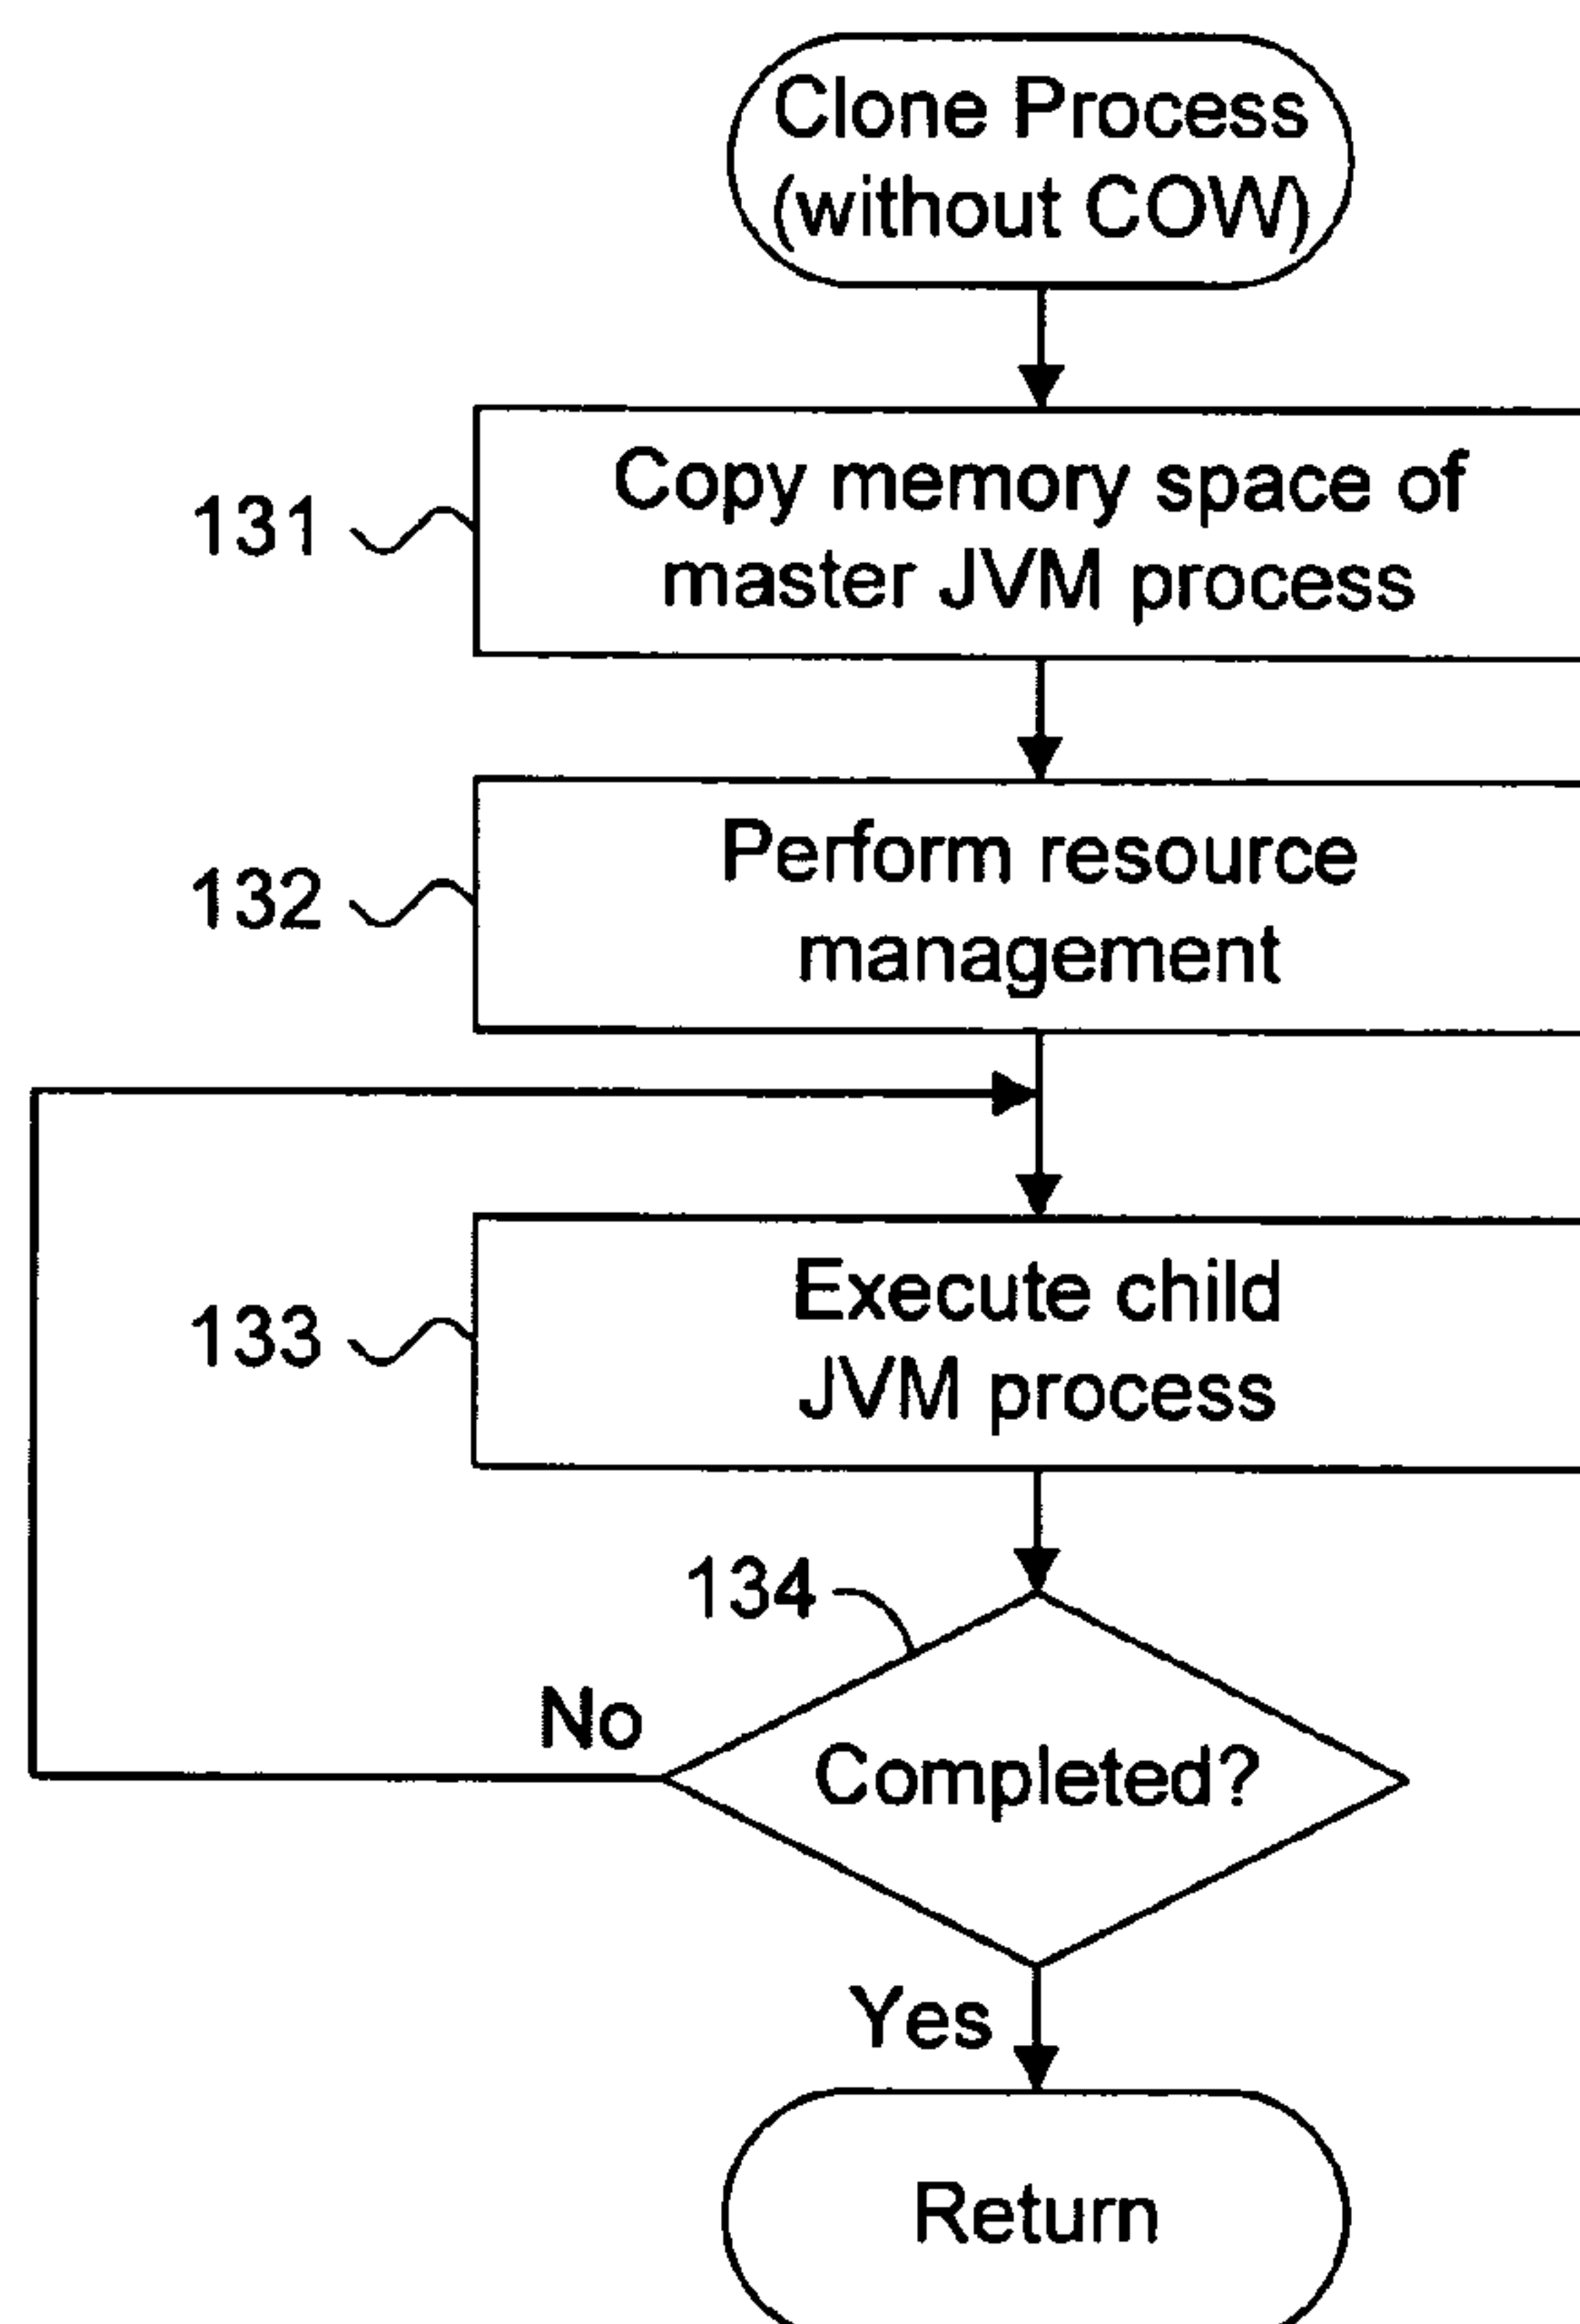 Clone Process
(without COW)
131
Copy memory space of
master JVM process
132
Perform resource
management
133
Execute child
JVM process
134
No
Completed?
Yes
Return